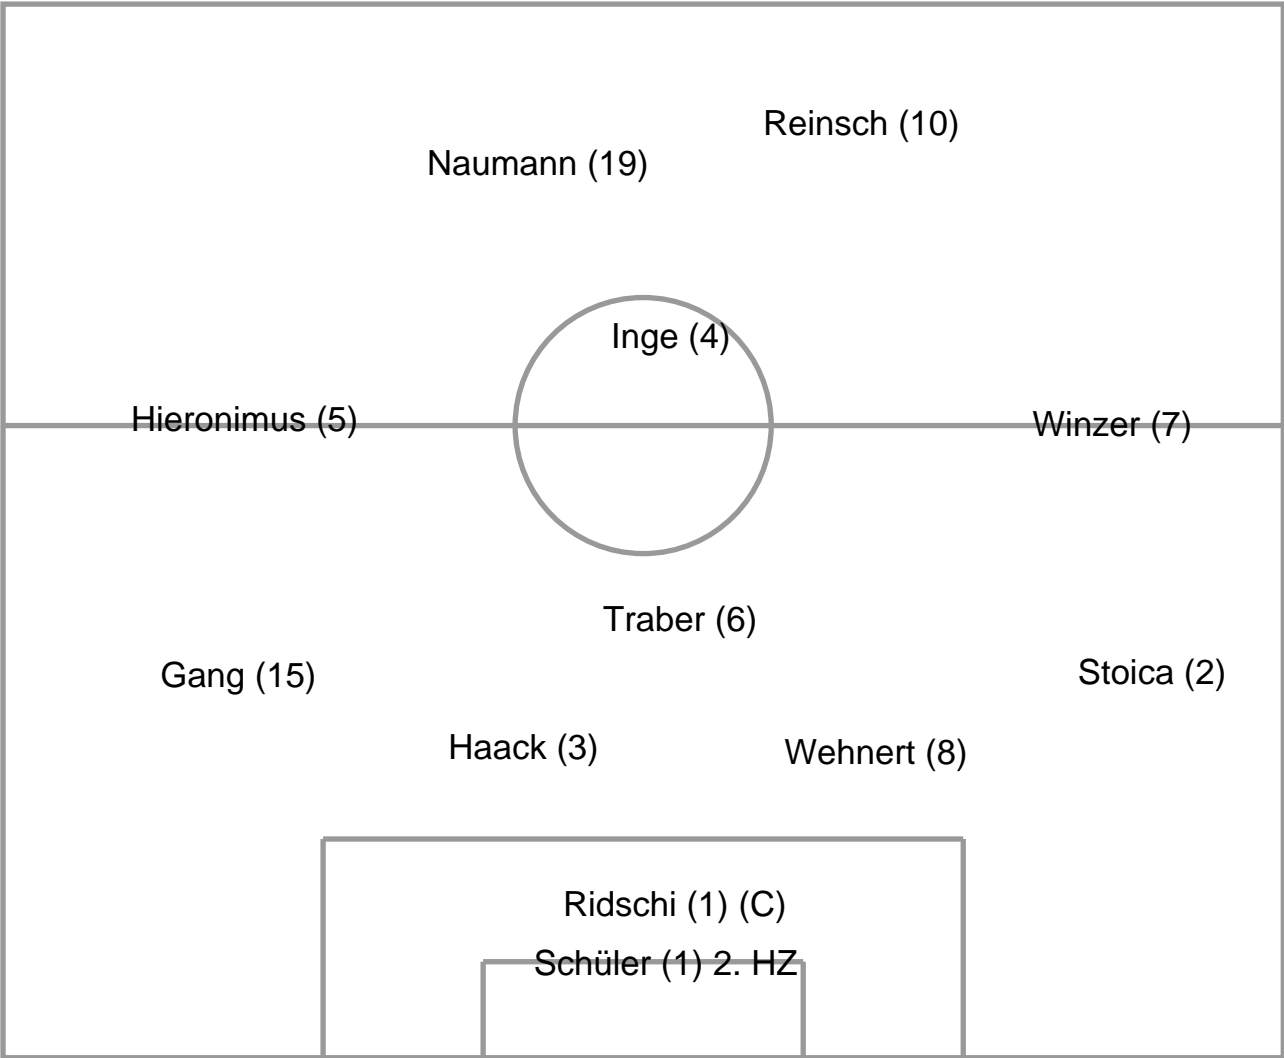 Reinsch (10)
Naumann (19)
Inge (4)
Hieronimus (5)
Winzer (7)
Traber (6)
Gang (15)
Stoica (2)
Haack (3)
Wehnert (8)
Ridschi (1) (C)
Schüler (1) 2. HZ